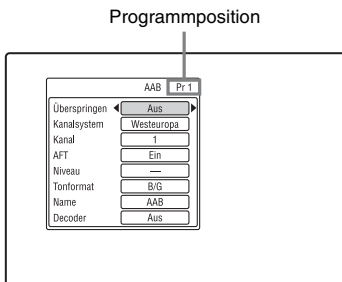 Programmposition
AAB Pr 1
Überspringen Aus
Kanalsystem Westeuropa
Kanal 1
AFT Ein
Niveau —
Tonformat B/G
Name AAB
Decoder Aus